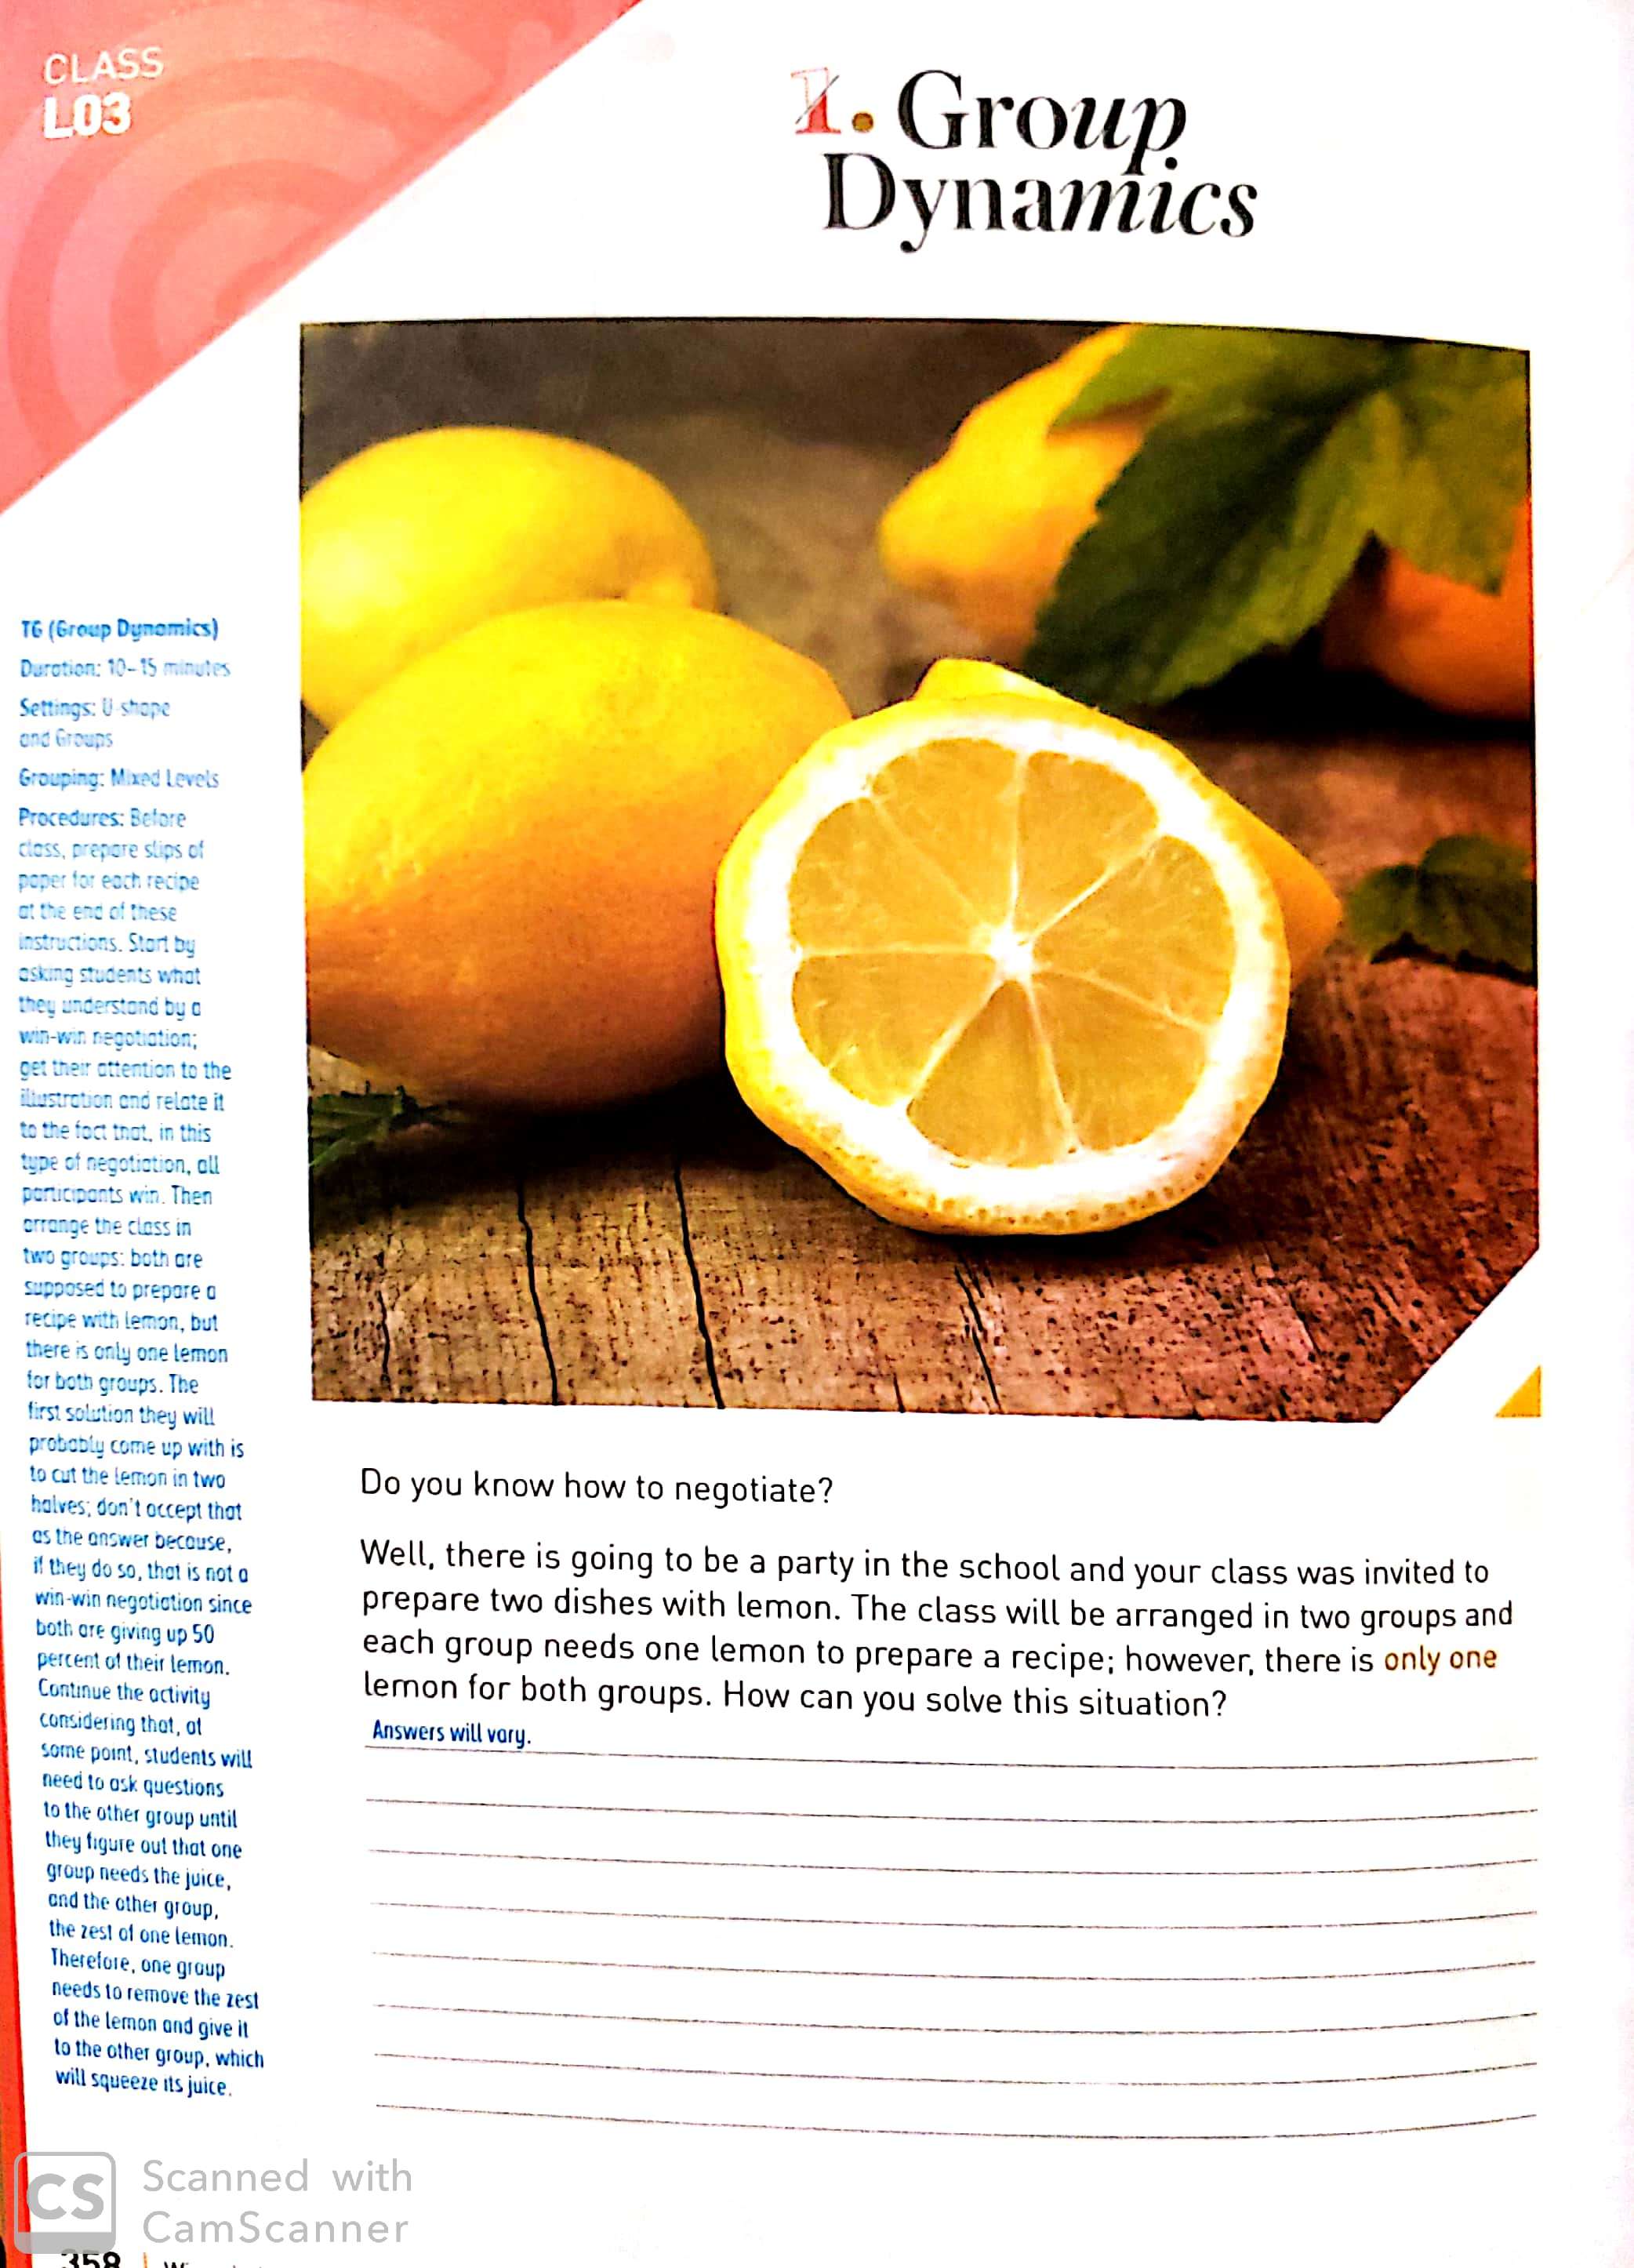 CLASS
L03
1. Group
Dynamics
TG (Group Dynamics)
Duration: 10-15 minutes
Settings: U-shape
and Groups
Grouping: Mixed Levels
Procedures: Before
class, prepare slips of
paper for each recipe
at the end of these
instructions. Start by
asking students what
they understand by a
win-win negotiation;
get their attention to the
illustration and relate it
to the fact that, in this
type of negotiation, all
participants win. Then
arrange the class in
two groups: both are
supposed to prepare a
recipe with lemon, but
there is only one lemon
for both groups. The
first solution they will
probably come up with is
to cut the lemon in two
halves; don't accept that
as the answer because,
if they do so, that is not a
win-win negotiation since
both are giving up 50
percent of their lemon.
Continue the activity
considering that, at
some point, students will
need to ask questions
to the other group until
they figure out that one
group needs the juice,
and the other group,
the zest of one lemon.
Therefore, one group
needs to remove the zest
of the lemon and give it
to the other group, which
will squeeze its juice.
Do you know how to negotiate?
Well, there is going to be a party in the school and your class was invited to
prepare two dishes with lemon. The class will be arranged in two groups and
each group needs one lemon to prepare a recipe; however, there is only one
lemon for both groups. How can you solve this situation?
Answers will vary.
CS
Scanned with
CamScanner
358